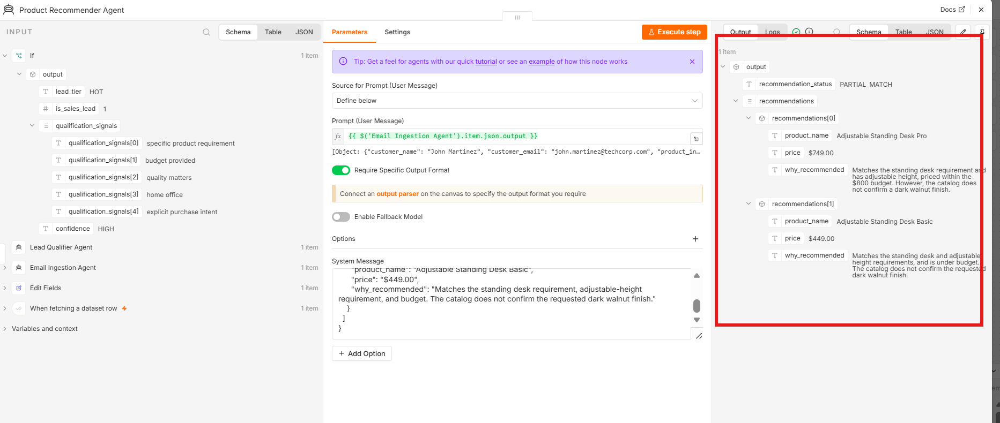 Product Recommender Agent
Docs
INPUT
Schema
Table
JSON
If
1 item
output
lead_tier
HOT
is_sales_lead
1
qualification_signals
qualification_signals[0]
specific product requirement
qualification_signals[1]
budget provided
qualification_signals[2]
quality matters
qualification_signals[3]
home office
qualification_signals[4]
explicit purchase intent
confidence
HIGH
Lead Qualifier Agent
1 item
Email Ingestion Agent
1 item
Edit Fields
1 item
When fetching a dataset row
1 item
Variables and context
Parameters
Settings
Execute step
Tip: Get a feel for agents with our quick tutorial or see an example of how this node works
Source for Prompt (User Message)
Define below
Prompt (User Message)
fx
{{ $('Email Ingestion Agent').item.json.output }}
[Object: {"customer_name": "John Martinez", "customer_email": "john.martinez@techcorp.com", "product_in…
Require Specific Output Format
Connect an output parser on the canvas to specify the output format you require
Enable Fallback Model
Options
System Message
"product_name": "Adjustable Standing Desk Basic",
"price": "$449.00",
"why_recommended": "Matches the standing desk requirement, adjustable-height
requirement, and budget. The catalog does not confirm the requested dark walnut finish."
}
]
}
Add Option
Output
Logs
Schema
Table
JSON
1 item
output
recommendation_status
PARTIAL_MATCH
recommendations
recommendations[0]
product_name
Adjustable Standing Desk Pro
price
$749.00
why_recommended
Matches the standing desk requirement and
has adjustable height, priced within the
$800 budget. However, the catalog does
not confirm a dark walnut finish.
recommendations[1]
product_name
Adjustable Standing Desk Basic
price
$449.00
why_recommended
Matches the standing desk and adjustable
height requirements, and is under budget.
The catalog does not confirm the requested
dark walnut finish.